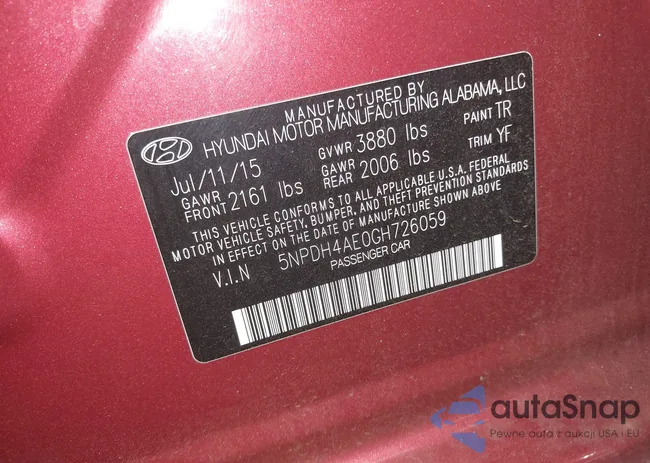 MANUFACTURED BY
HYUNDAI MOTOR MANUFACTURING ALABAMA, LLC
Jul/11/15 GVWR 3880 lbs PAINT TR
GAWR FRONT 2161 lbs GAWR REAR 2006 lbs TRIM YF
THIS VEHICLE CONFORMS TO ALL APPLICABLE U.S.A. FEDERAL
MOTOR VEHICLE SAFETY, BUMPER, AND THEFT PREVENTION STANDARDS
IN EFFECT ON THE DATE OF MANUFACTURE SHOWN ABOVE
V.I.N 5NPDH4AE0GH726059
PASSENGER CAR
autaSnap
Pewne auta z aukcji USA i EU